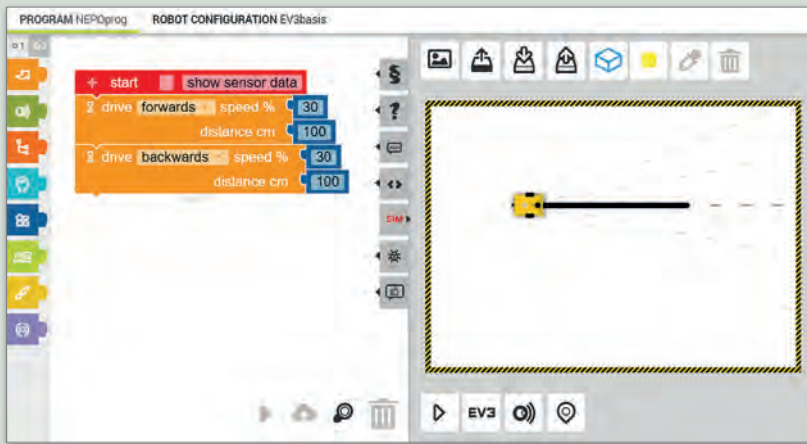 PROGRAM NEPOprog ROBOT CONFIGURATION EV3basis
1
start show sensor data
drive forwards speed % 30
distance cm 100
drive backwards speed % 30
distance cm 100
SIM
EV3